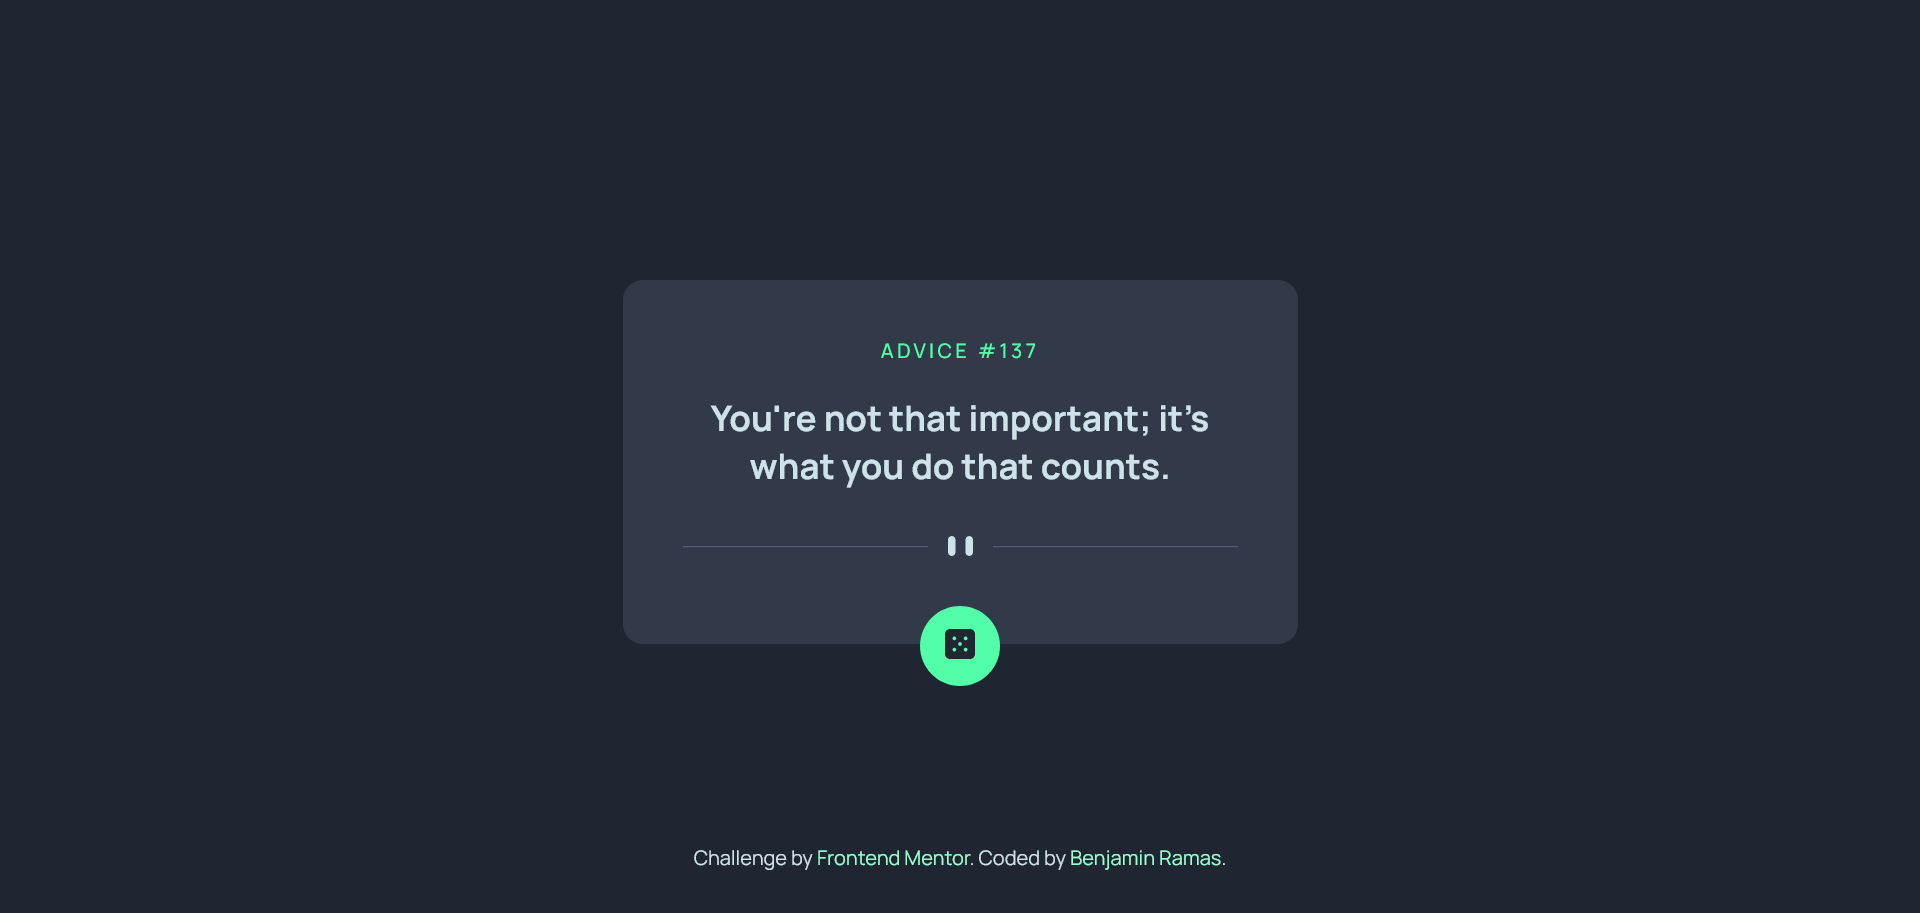 ADVICE #137
You're not that important; it's
what you do that counts.
Challenge by Frontend Mentor. Coded by Benjamin Ramas.